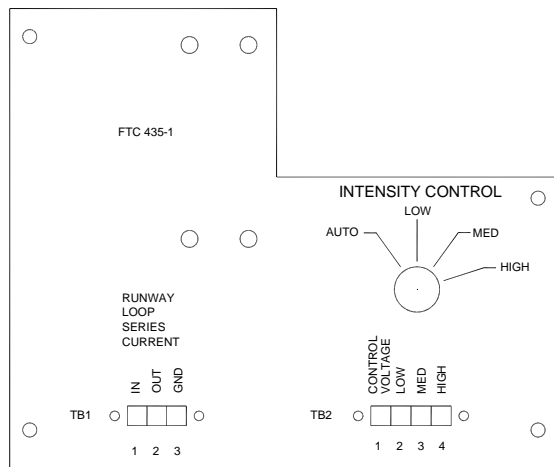 FTC 435-1
INTENSITY CONTROL
LOW
AUTO
MED
HIGH
RUNWAY
LOOP
SERIES
CURRENT
IN
OUT
GND
TB1
1 2 3
CONTROL
VOLTAGE
LOW
MED
HIGH
TB2
1 2 3 4